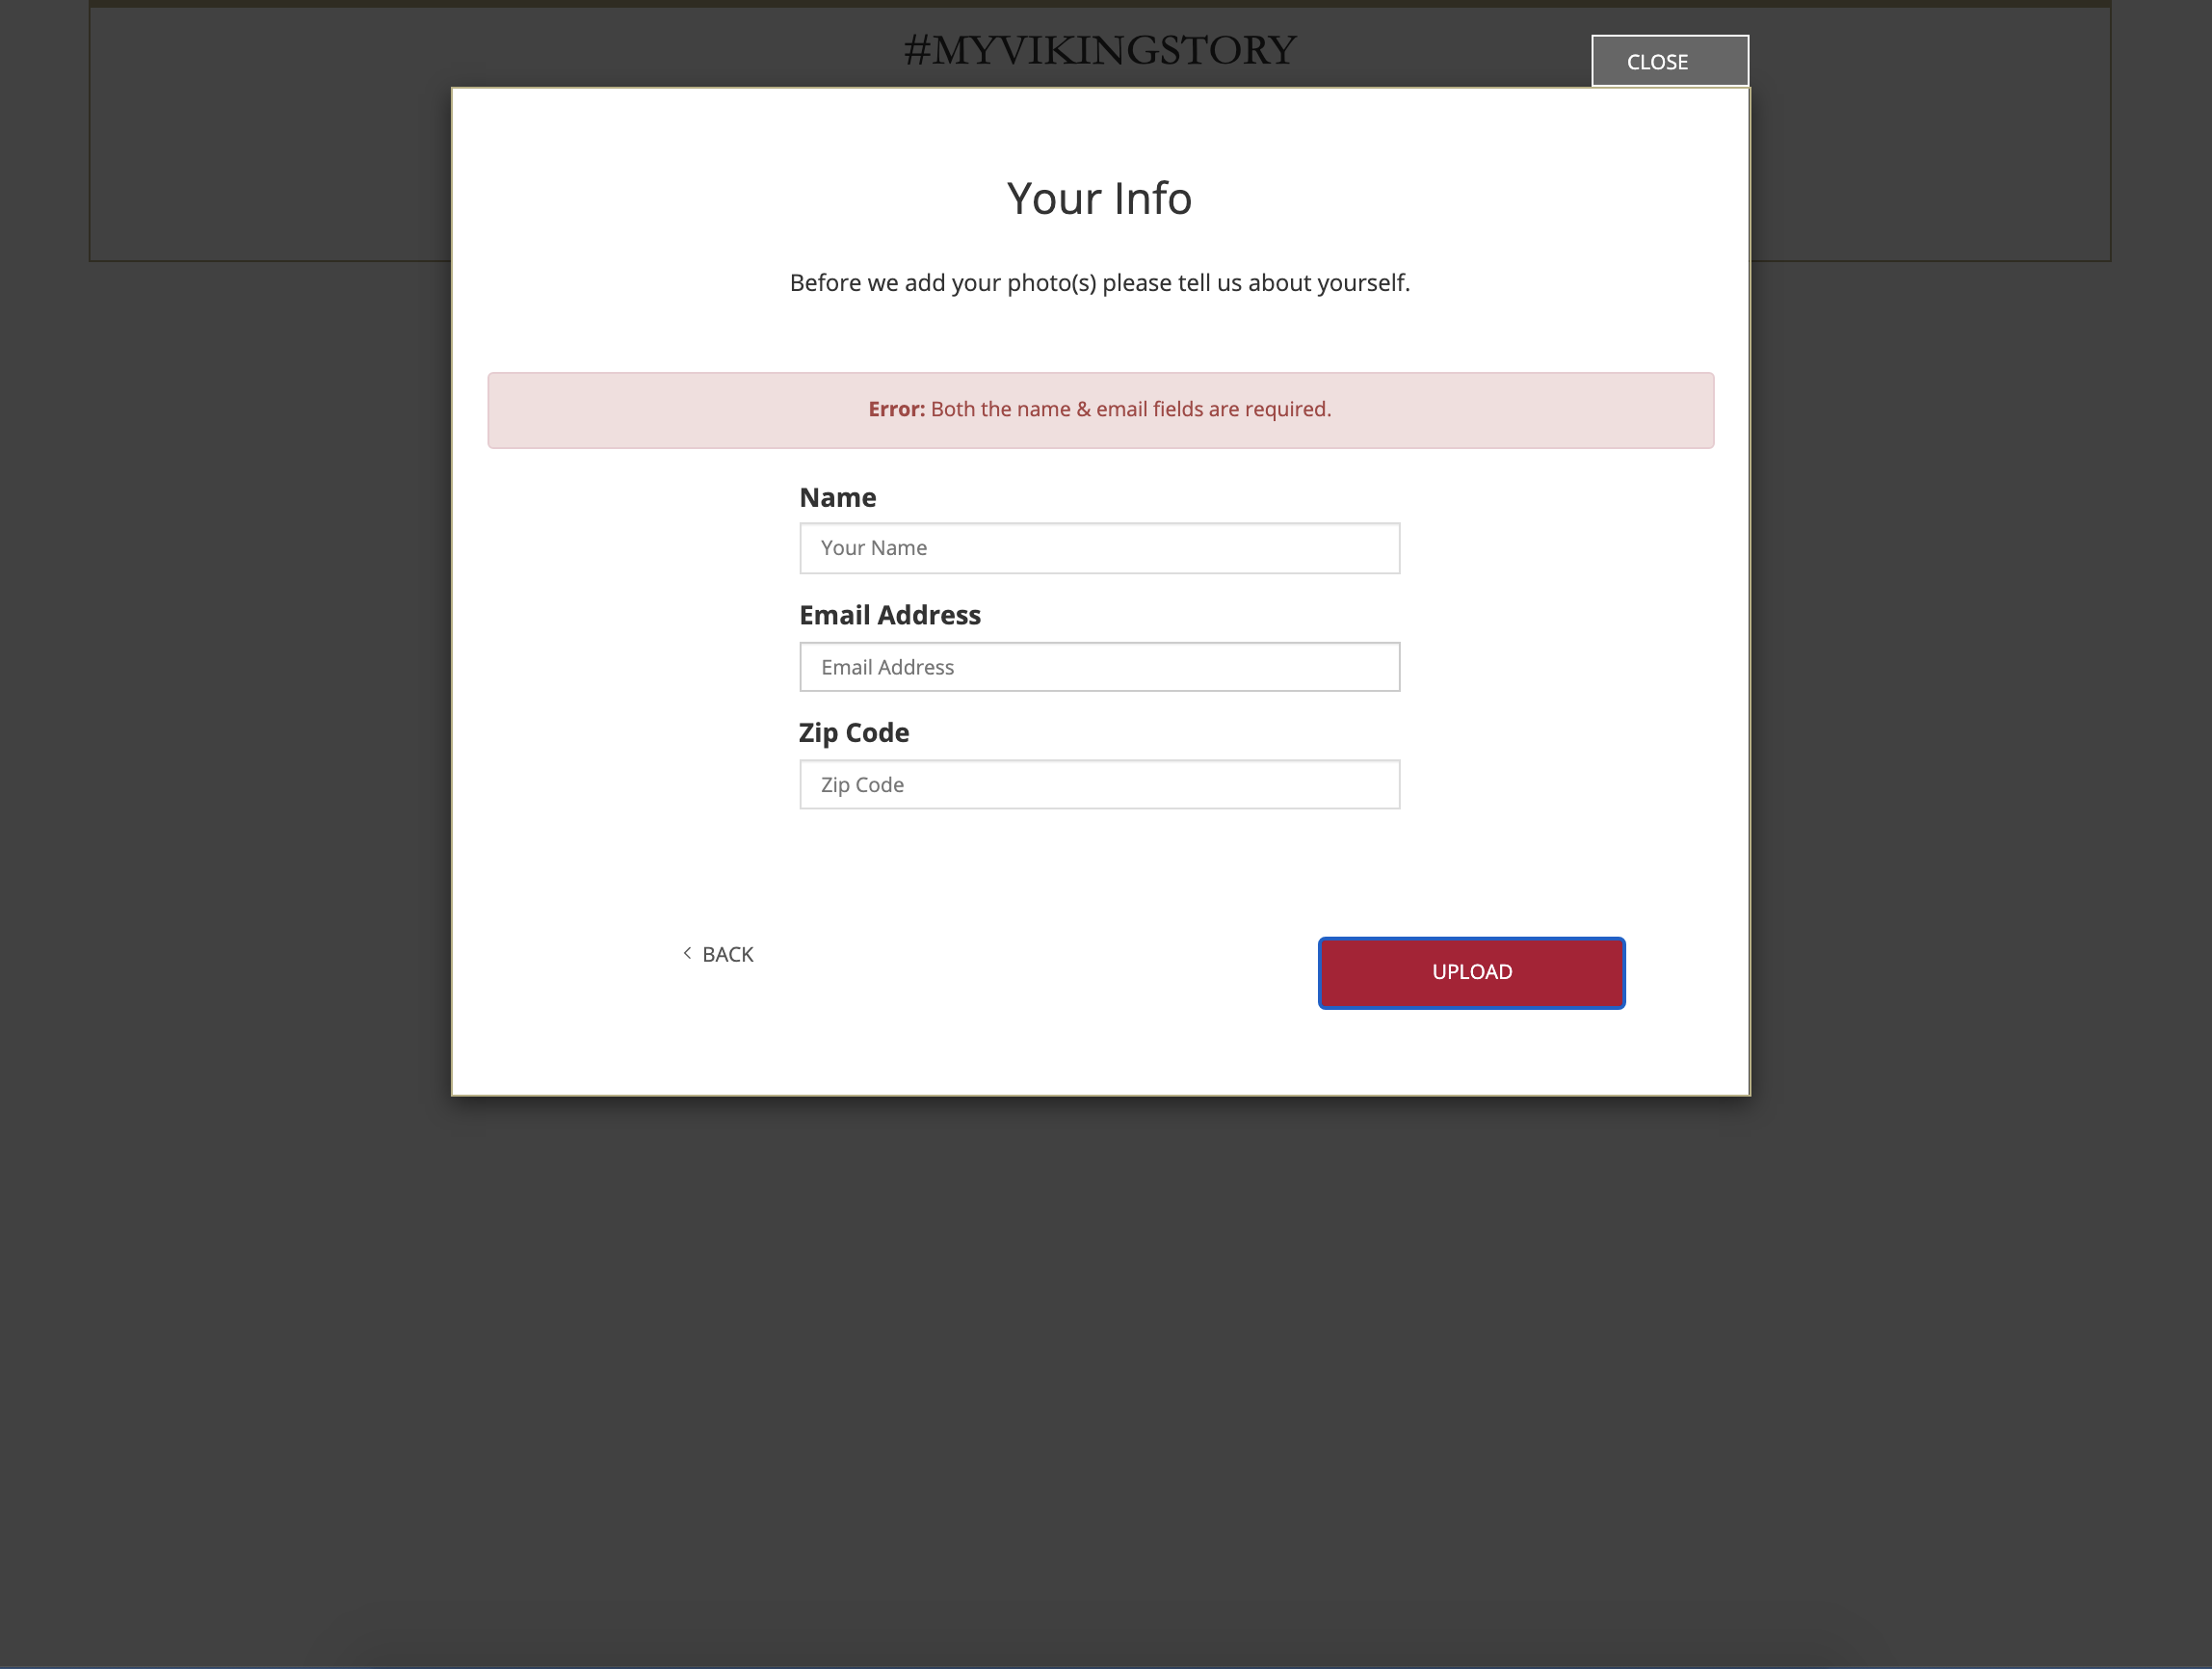 #MYVIKINGSTORY
CLOSE
Your Info
Before we add your photo(s) please tell us about yourself.
Error: Both the name & email fields are required.
Name
Your Name
Email Address
Email Address
Zip Code
Zip Code
BACK
UPLOAD